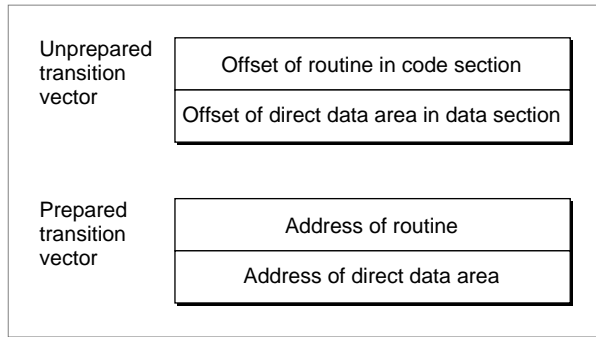 Unprepared
transition
vector
Offset of routine in code section
Offset of direct data area in data section
Prepared
transition
vector
Address of routine
Address of direct data area